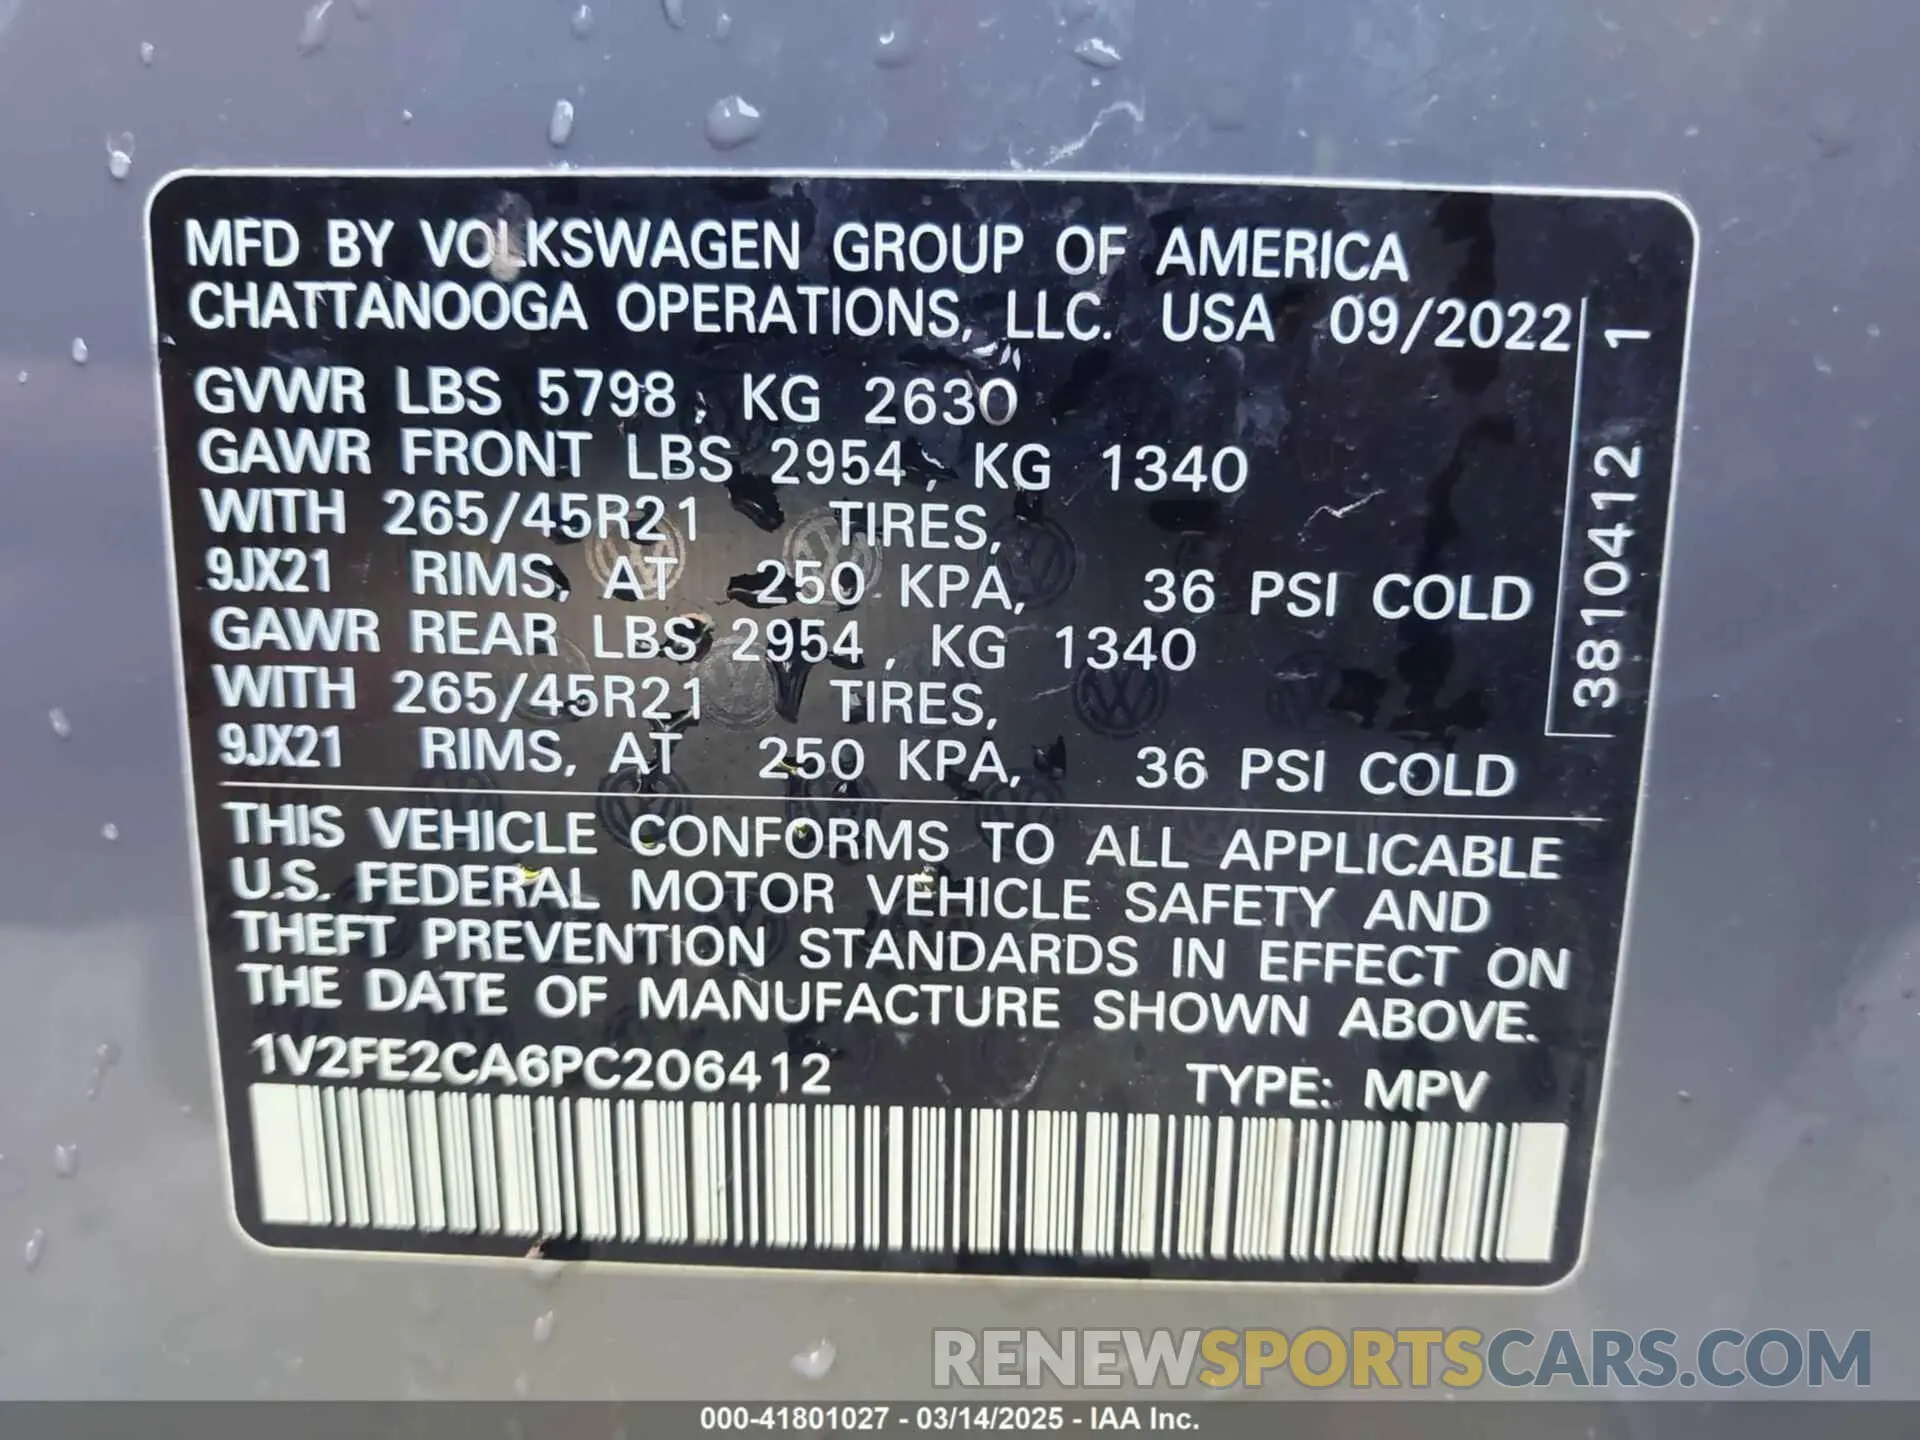 MFD BY VOLKSWAGEN GROUP OF AMERICA
CHATTANOOGA OPERATIONS, LLC. USA 09/2022
GVWR LBS 5798, KG 2630
GAWR FRONT LBS 2954, KG 1340
WITH 265/45R21 TIRES,
9JX21 RIMS, AT 250 KPA, 36 PSI COLD
GAWR REAR LBS 2954, KG 1340
WITH 265/45R21 TIRES,
9JX21 RIMS, AT 250 KPA, 36 PSI COLD
3810412 1
THIS VEHICLE CONFORMS TO ALL APPLICABLE
U.S. FEDERAL MOTOR VEHICLE SAFETY AND
THEFT PREVENTION STANDARDS IN EFFECT ON
THE DATE OF MANUFACTURE SHOWN ABOVE.
1V2FE2CA6PC206412 TYPE: MPV
RENEWSPORTSCARS.COM
000-41801027 - 03/14/2025 - IAA Inc.